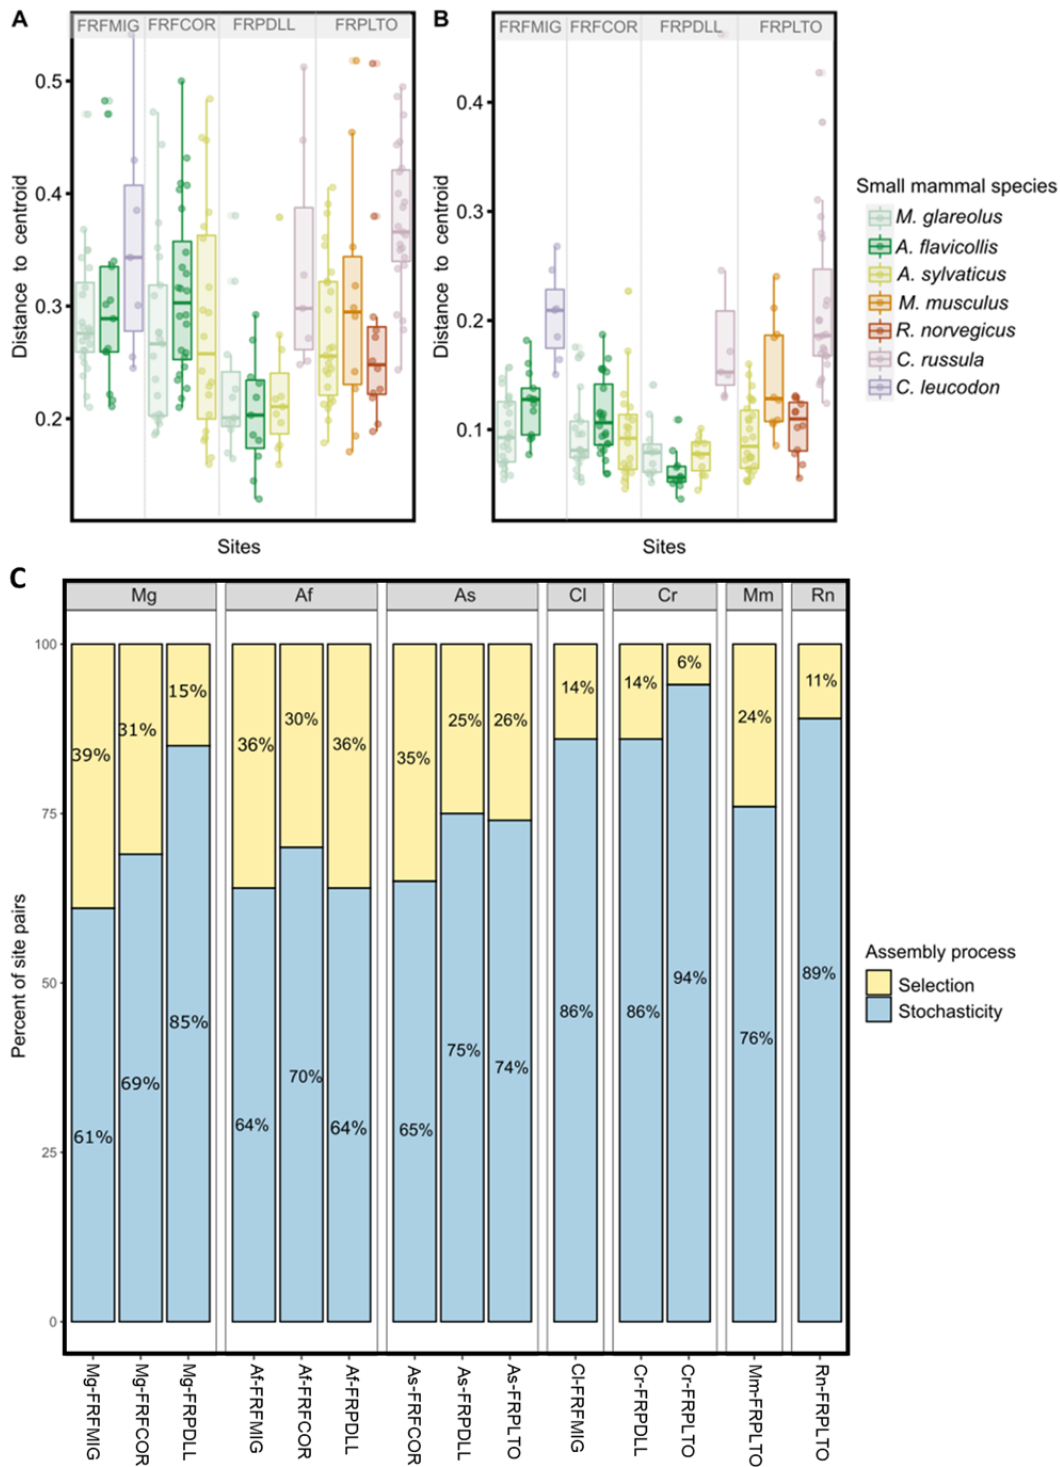 A
FRFMIG FRFCOR FRPDLL FRPLTO
0.5
0.4
0.3
0.2
Distance to centroid
Sites
B
FRFMIG FRFCOR FRPDLL FRPLTO
0.4
0.3
0.2
0.1
Distance to centroid
Sites
Small mammal species
M. glareolus
A. flavicollis
A. sylvaticus
M. musculus
R. norvegicus
C. russula
C. leucodon
C
Mg Af As Cl Cr Mm Rn
100
75
50
25
0
Percent of site pairs
39% 31% 15% 36% 30% 36% 35% 25% 26% 14% 14% 6% 24% 11%
61% 69% 85% 64% 70% 64% 65% 75% 74% 86% 86% 94% 76% 89%
Mg-FRFMIG
Mg-FRFCOR
Mg-FRPDLL
Af-FRFMIG
Af-FRFCOR
Af-FRPDLL
As-FRFCOR
As-FRPDLL
As-FRPLTO
Cl-FRFMIG
Cr-FRPDLL
Cr-FRPLTO
Mm-FRPLTO
Rn-FRPLTO
Assembly process
Selection
Stochasticity